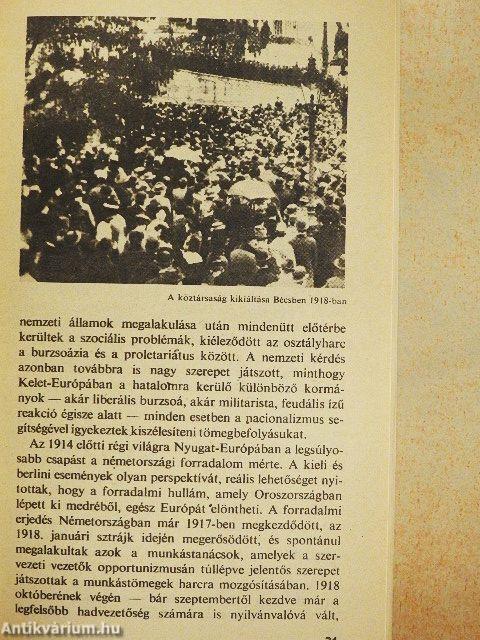 A köztársaság kikiáltása Bécsben 1918-ban
nemzeti államok megalakulása után mindenütt előtérbe
kerültek a szociális problémák, kiéleződött az osztályharc
a burzsoázia és a proletariátus között. A nemzeti kérdés
azonban továbbra is nagy szerepet játszott, minthogy
Kelet-Európában a hatalomra kerülő különböző kormá-
nyok — akár liberális burzsoá, akár militarista, feudális ízű
reakció égisze alatt — minden esetben a nacionalizmus se-
gítségével igyekeztek kiszélesíteni tömegbefolyásukat.
Az 1914 előtti régi világra Nyugat-Európában a legsúlyo-
sabb csapást a németországi forradalom mérte. A kieli és
berlini események olyan perspektívát, reális lehetőséget nyi-
tottak, hogy a forradalmi hullám, amely Oroszországban
lépett ki medréből, egész Európát elöntheti. A forradalmi
erjedés Németországban már 1917-ben megkezdődött, az
1918. januári sztrájk idején megerősödött, és spontánul
megalakultak azok a munkástanácsok, amelyek a szer-
vezeti vezetők opportunizmusán túllépve jelentős szerepet
játszottak a munkástömegek harcra mozgósításában. 1918
októberének végén — bár szeptembertől kezdve már a
legfelsőbb hadvezetőség számára is nyilvánvalóvá vált,
Antikvárium.hu